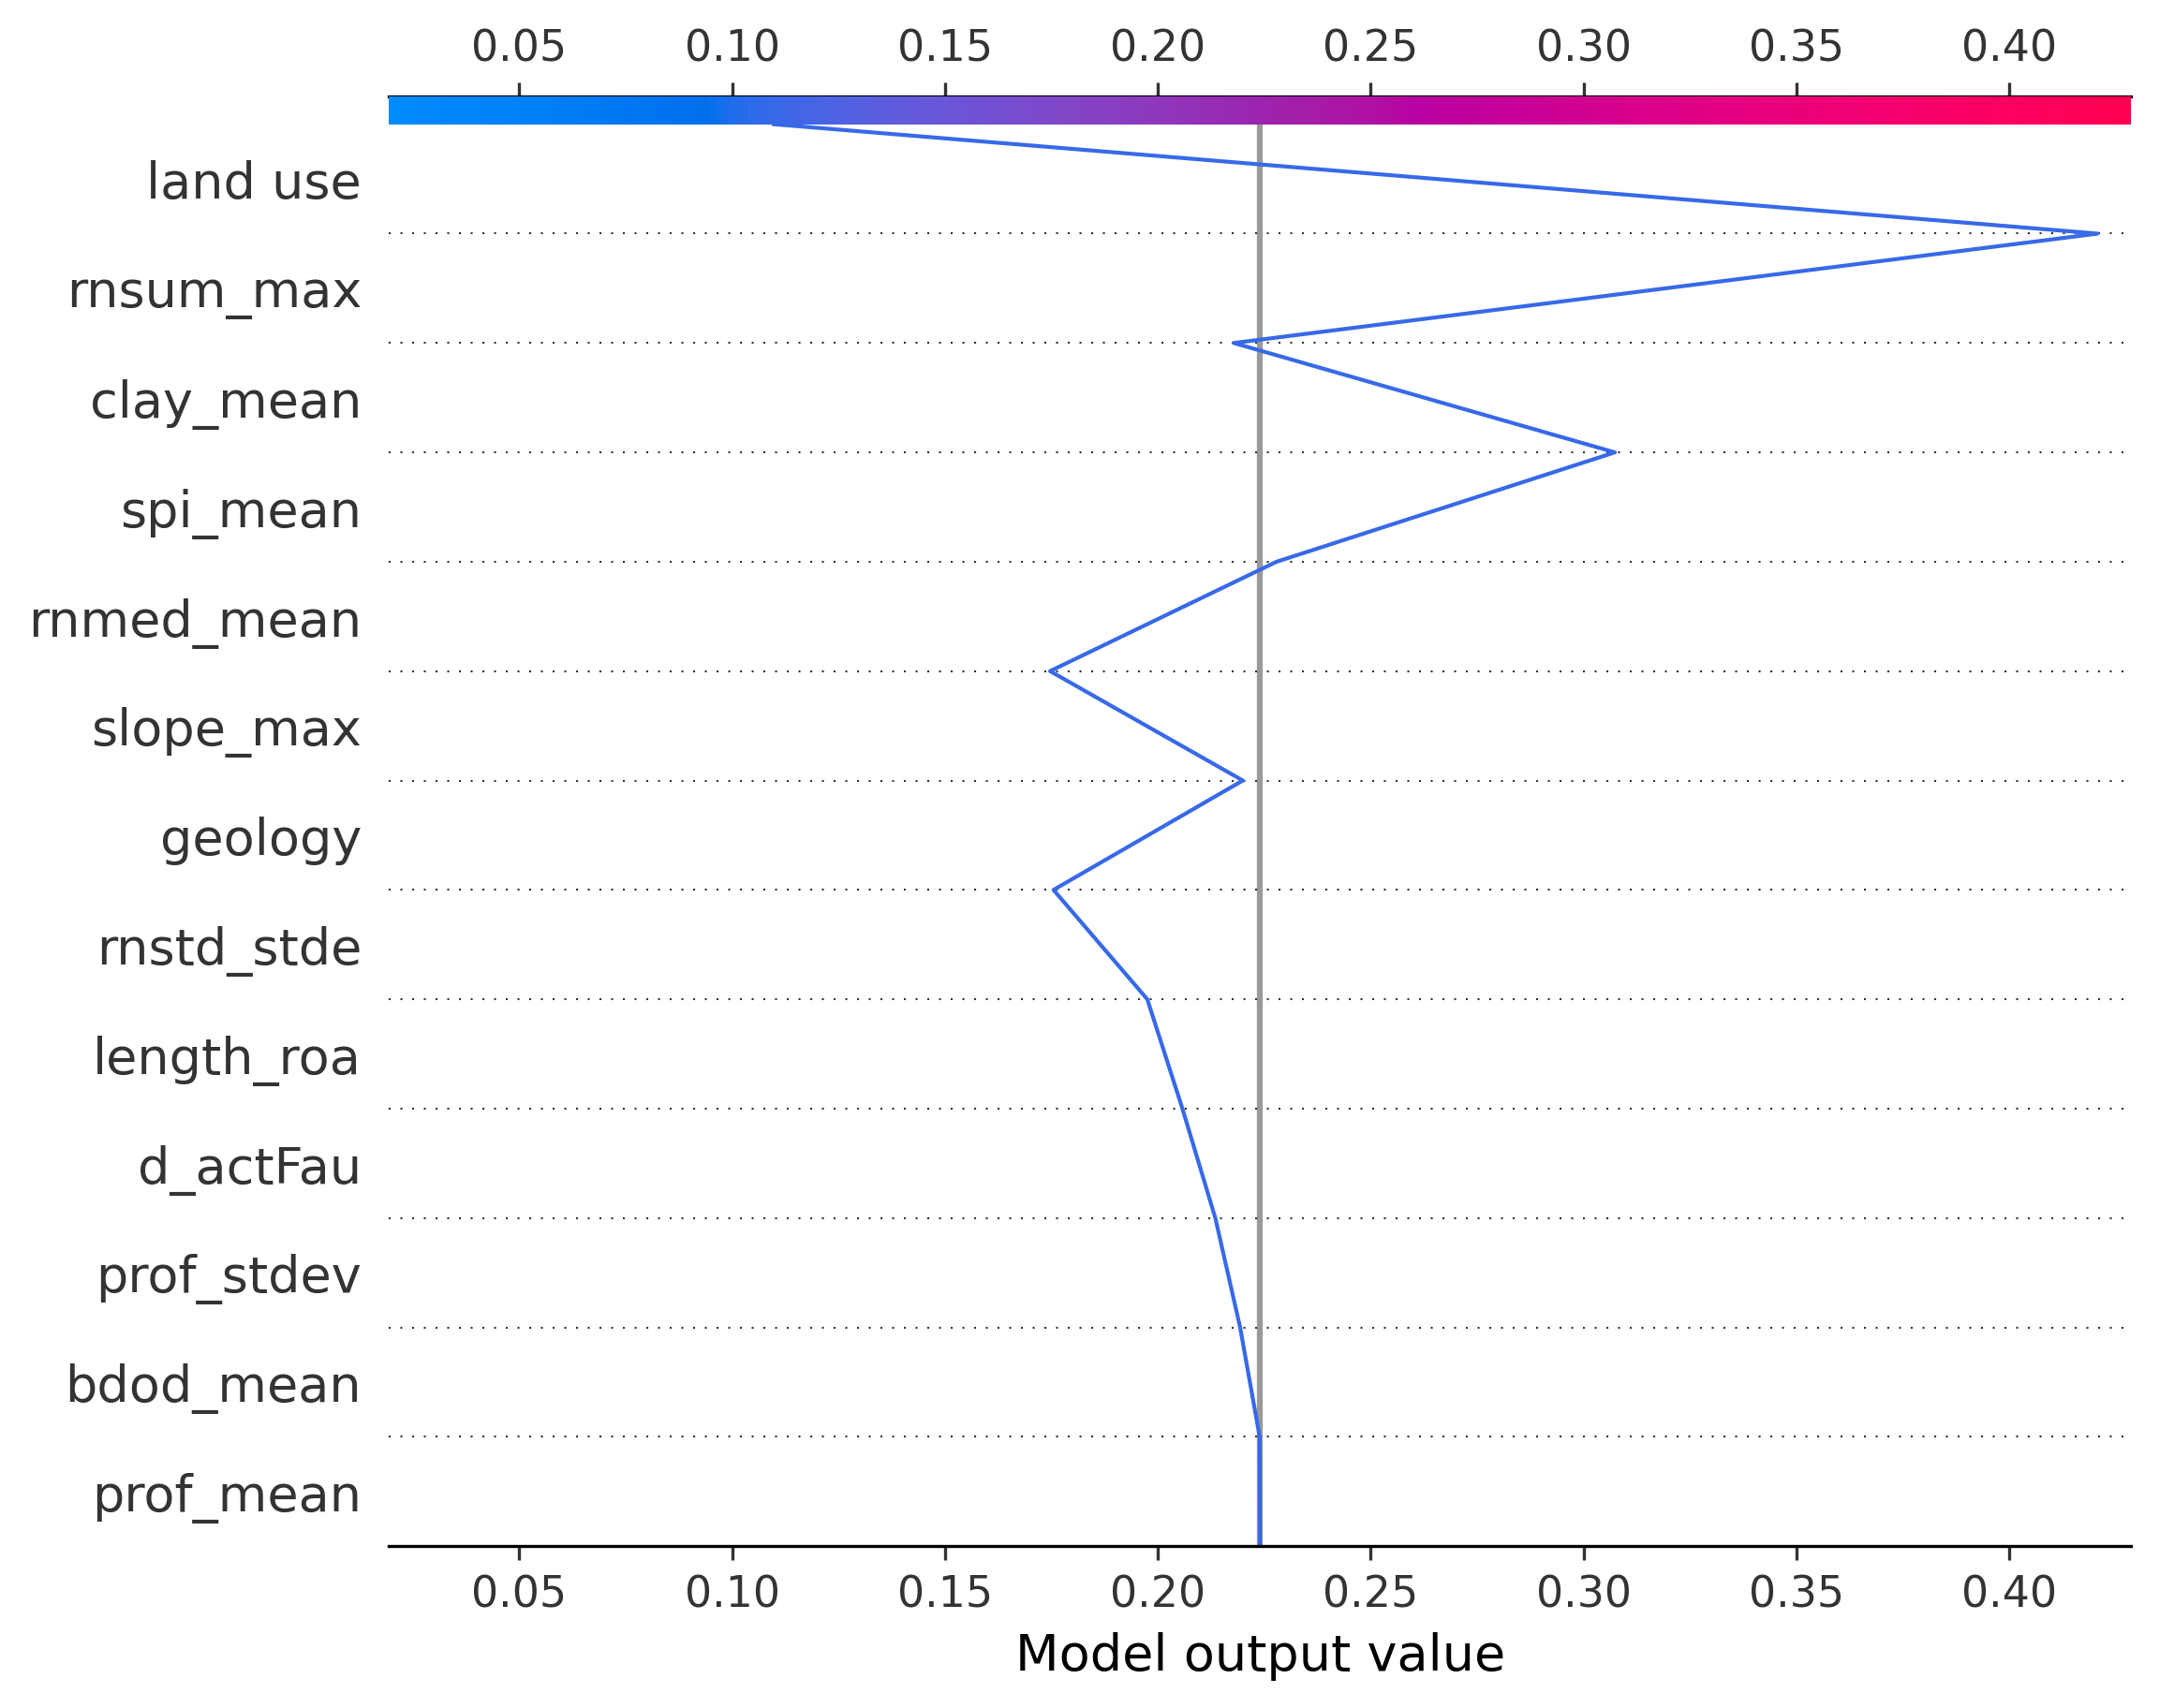 0.05 0.10 0.15 0.20 0.25 0.30 0.35 0.40
land use
rnsum_max
clay_mean
spi_mean
rnmed_mean
slope_max
geology
rnstd_stde
length_roa
d_actFau
prof_stdev
bdod_mean
prof_mean
0.05 0.10 0.15 0.20 0.25 0.30 0.35 0.40
Model output value